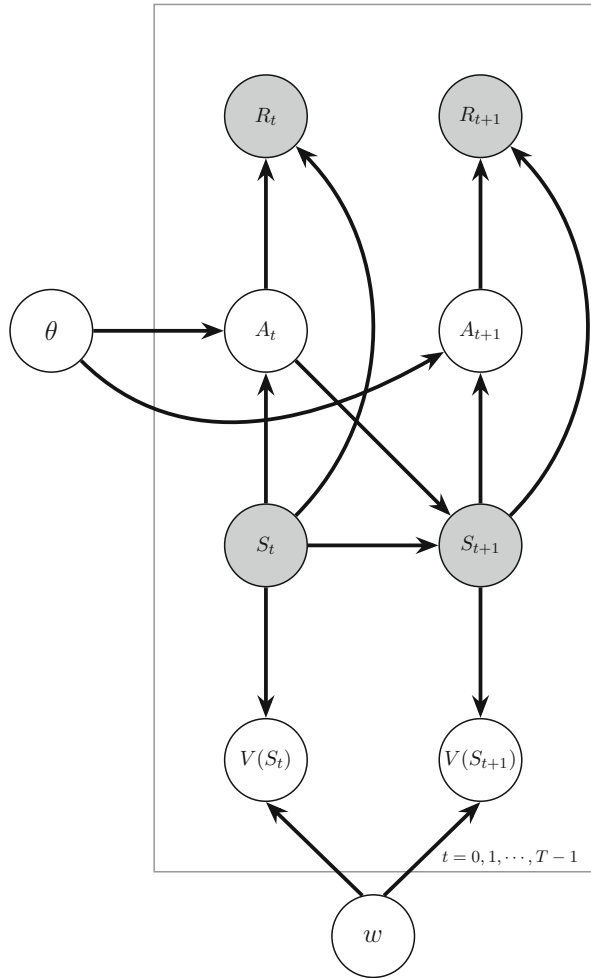 R_t R_{t+1}
θ A_t A_{t+1}
S_t S_{t+1}
V(S_t) V(S_{t+1})
t = 0, 1, ⋯, T − 1
w